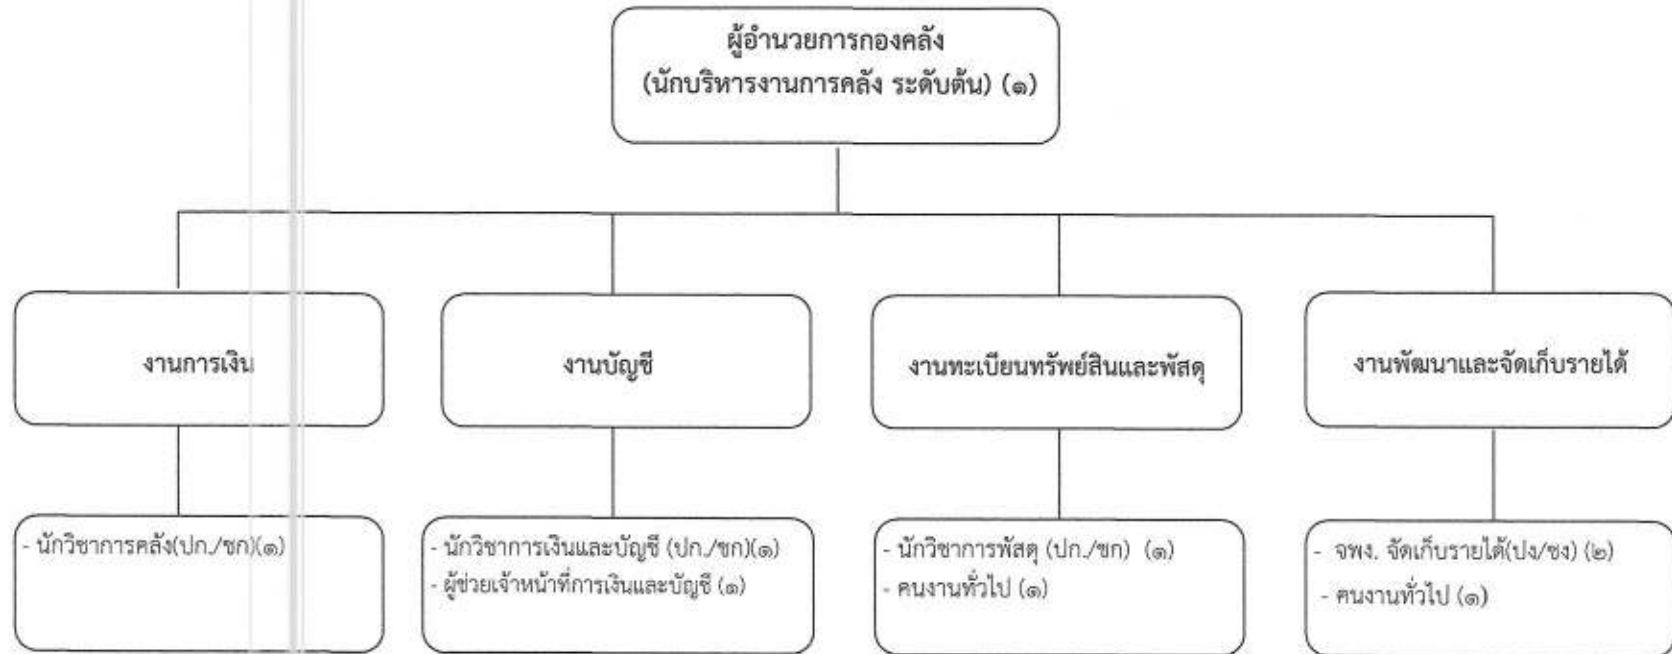 ผู้อำนวยการกองคลัง
(นักบริหารงานการคลัง ระดับต้น) (๑)
งานการเงิน
งานบัญชี
งานทะเบียนทรัพย์สินและพัสดุ
งานพัฒนาและจัดเก็บรายได้
- นักวิชาการคลัง(ปก./ชก)(๑)
- นักวิชาการเงินและบัญชี (ปก./ชก)(๑)
- ผู้ช่วยเจ้าหน้าที่การเงินและบัญชี (๑)
- นักวิชาการพัสดุ (ปก./ชก) (๑)
- คนงานทั่วไป (๑)
- จพง. จัดเก็บรายได้(ปง/ชง) (๒)
- คนงานทั่วไป (๑)